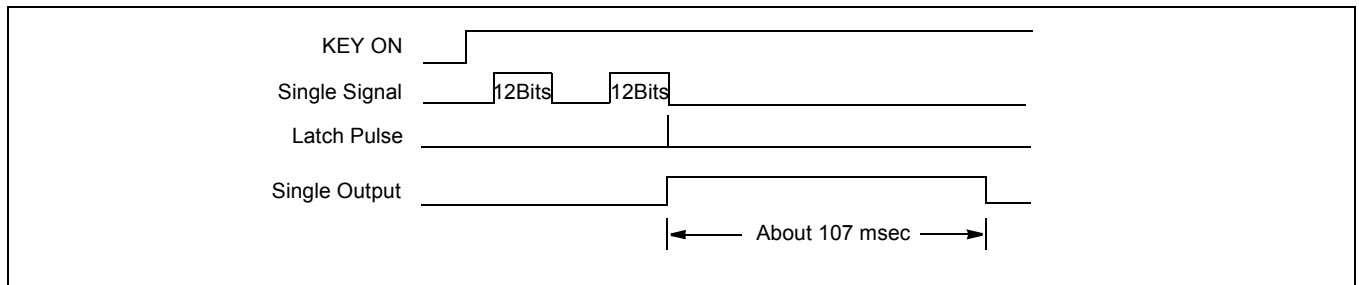 KEY ON
Single Signal
12Bits 12Bits
Latch Pulse
Single Output
About 107 msec